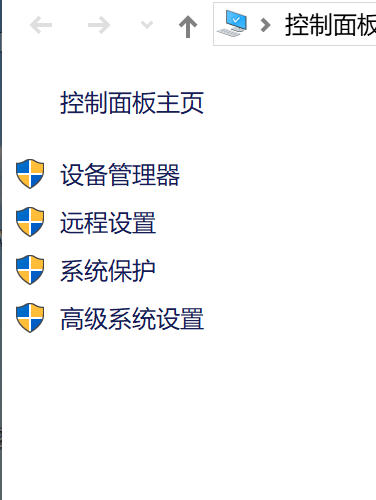 控制面板
控制面板主页
设备管理器
远程设置
系统保护
高级系统设置